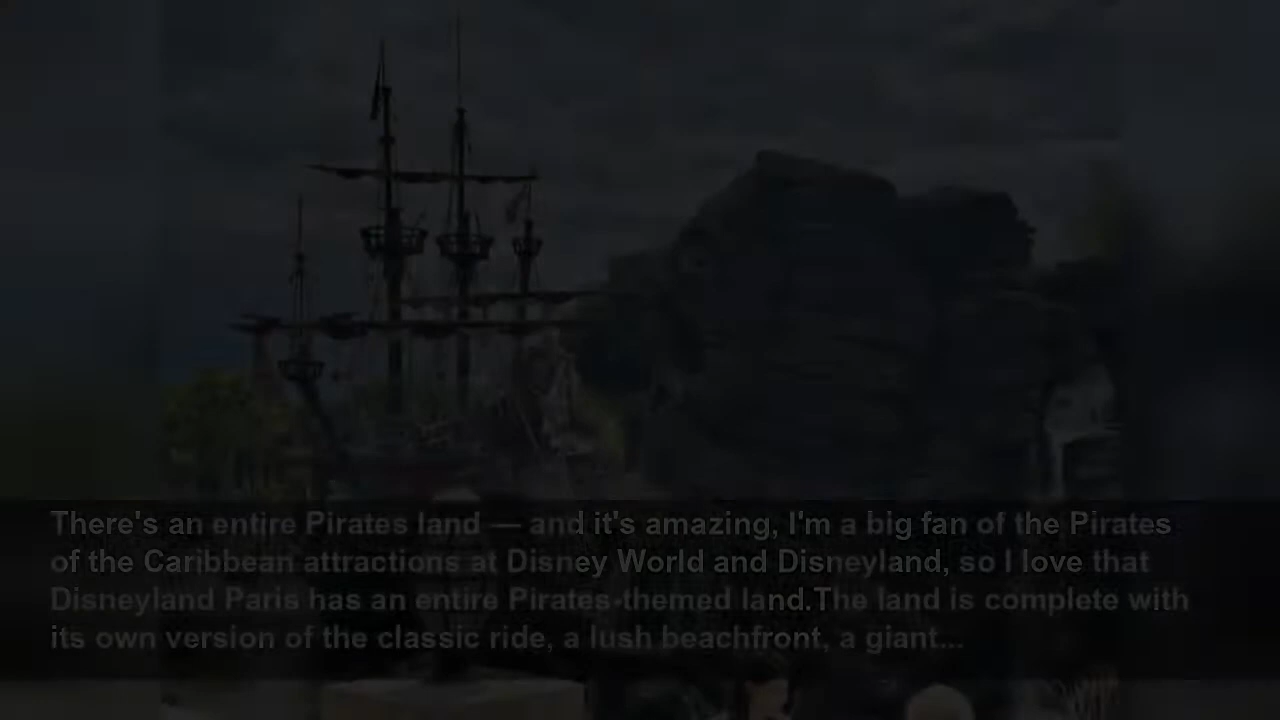 There's an entire Pirates land — and it's amazing, I'm a big fan of the Pirates
of the Caribbean attractions at Disney World and Disneyland, so I love that
Disneyland Paris has an entire Pirates-themed land.The land is complete with
its own version of the classic ride, a lush beachfront, a giant...